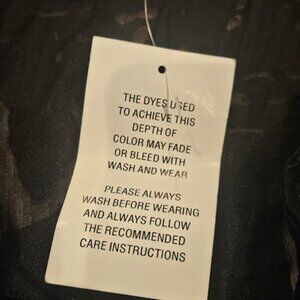 THE DYES USED
TO ACHIEVE THIS
DEPTH OF
COLOR MAY FADE
OR BLEED WITH
WASH AND WEAR
PLEASE ALWAYS
WASH BEFORE WEARING
AND ALWAYS FOLLOW
THE RECOMMENDED
CARE INSTRUCTIONS